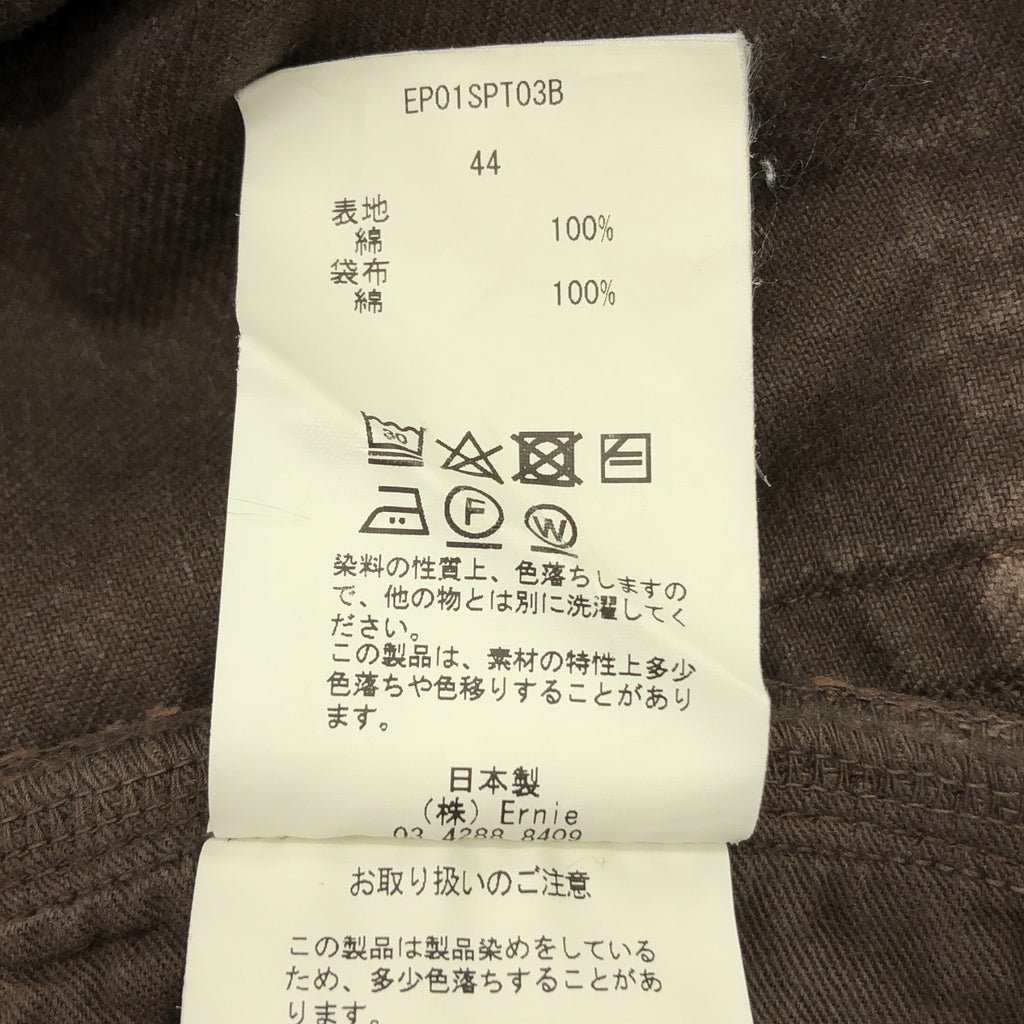 EP01SPT03B
44
表地
綿 100%
袋布
綿 100%
30
F W
染料の性質上、色落ちしますの
で、他の物とは別に洗濯してく
ださい。
この製品は、素材の特性上多少
色落ちや色移りすることがあり
ます。
日本製
(株) Ernie
03 4288 8409
お取り扱いのご注意
この製品は製品染めをしている
ため、多少色落ちすることがあ
ります。